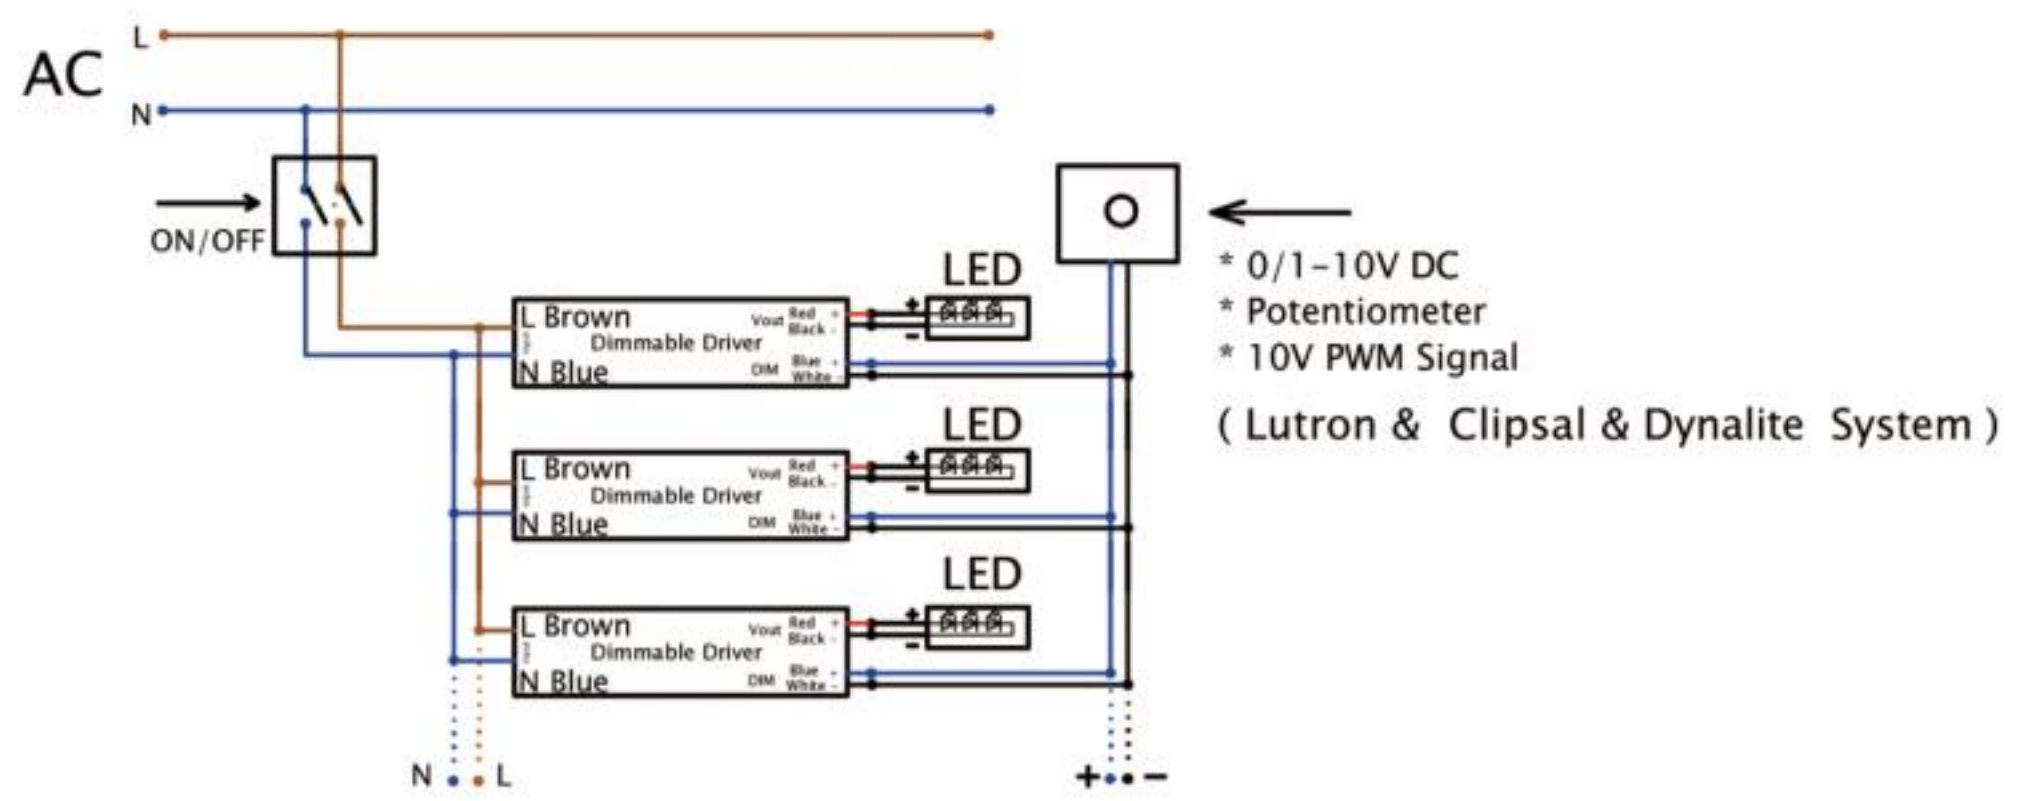 L
AC
N
ON/OFF
* 0/1-10V DC
* Potentiometer
* 10V PWM Signal
( Lutron & Clipsal & Dynalite System )
LED
+
-
L Brown
Dimmable Driver
N Blue
Vout Red +
Black -
DIM Blue +
White -
LED
+
-
L Brown
Dimmable Driver
N Blue
Vout Red +
Black -
DIM Blue +
White -
LED
+
-
L Brown
Dimmable Driver
N Blue
Vout Red +
Black -
DIM Blue +
White -
N L
+ -